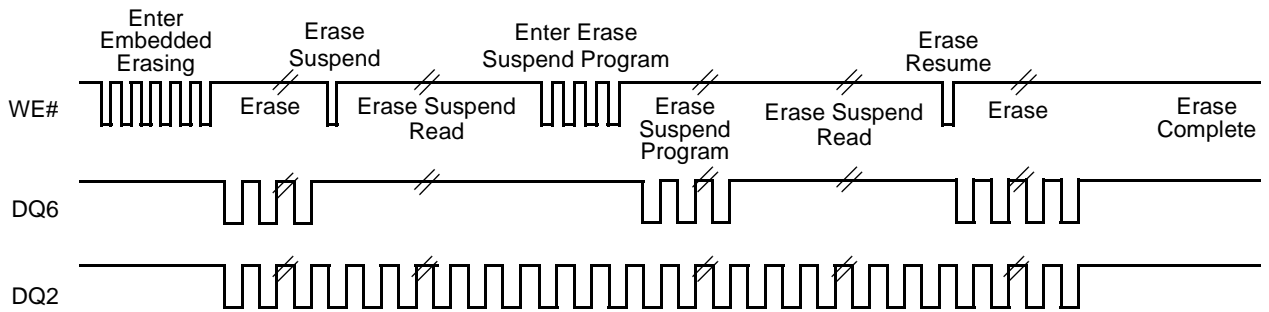 Enter
Embedded
Erasing
Erase
Suspend
Enter Erase
Suspend Program
Erase
Resume
WE#
Erase
Erase Suspend
Read
Erase
Suspend
Program
Erase Suspend
Read
Erase
Erase
Complete
DQ6
DQ2